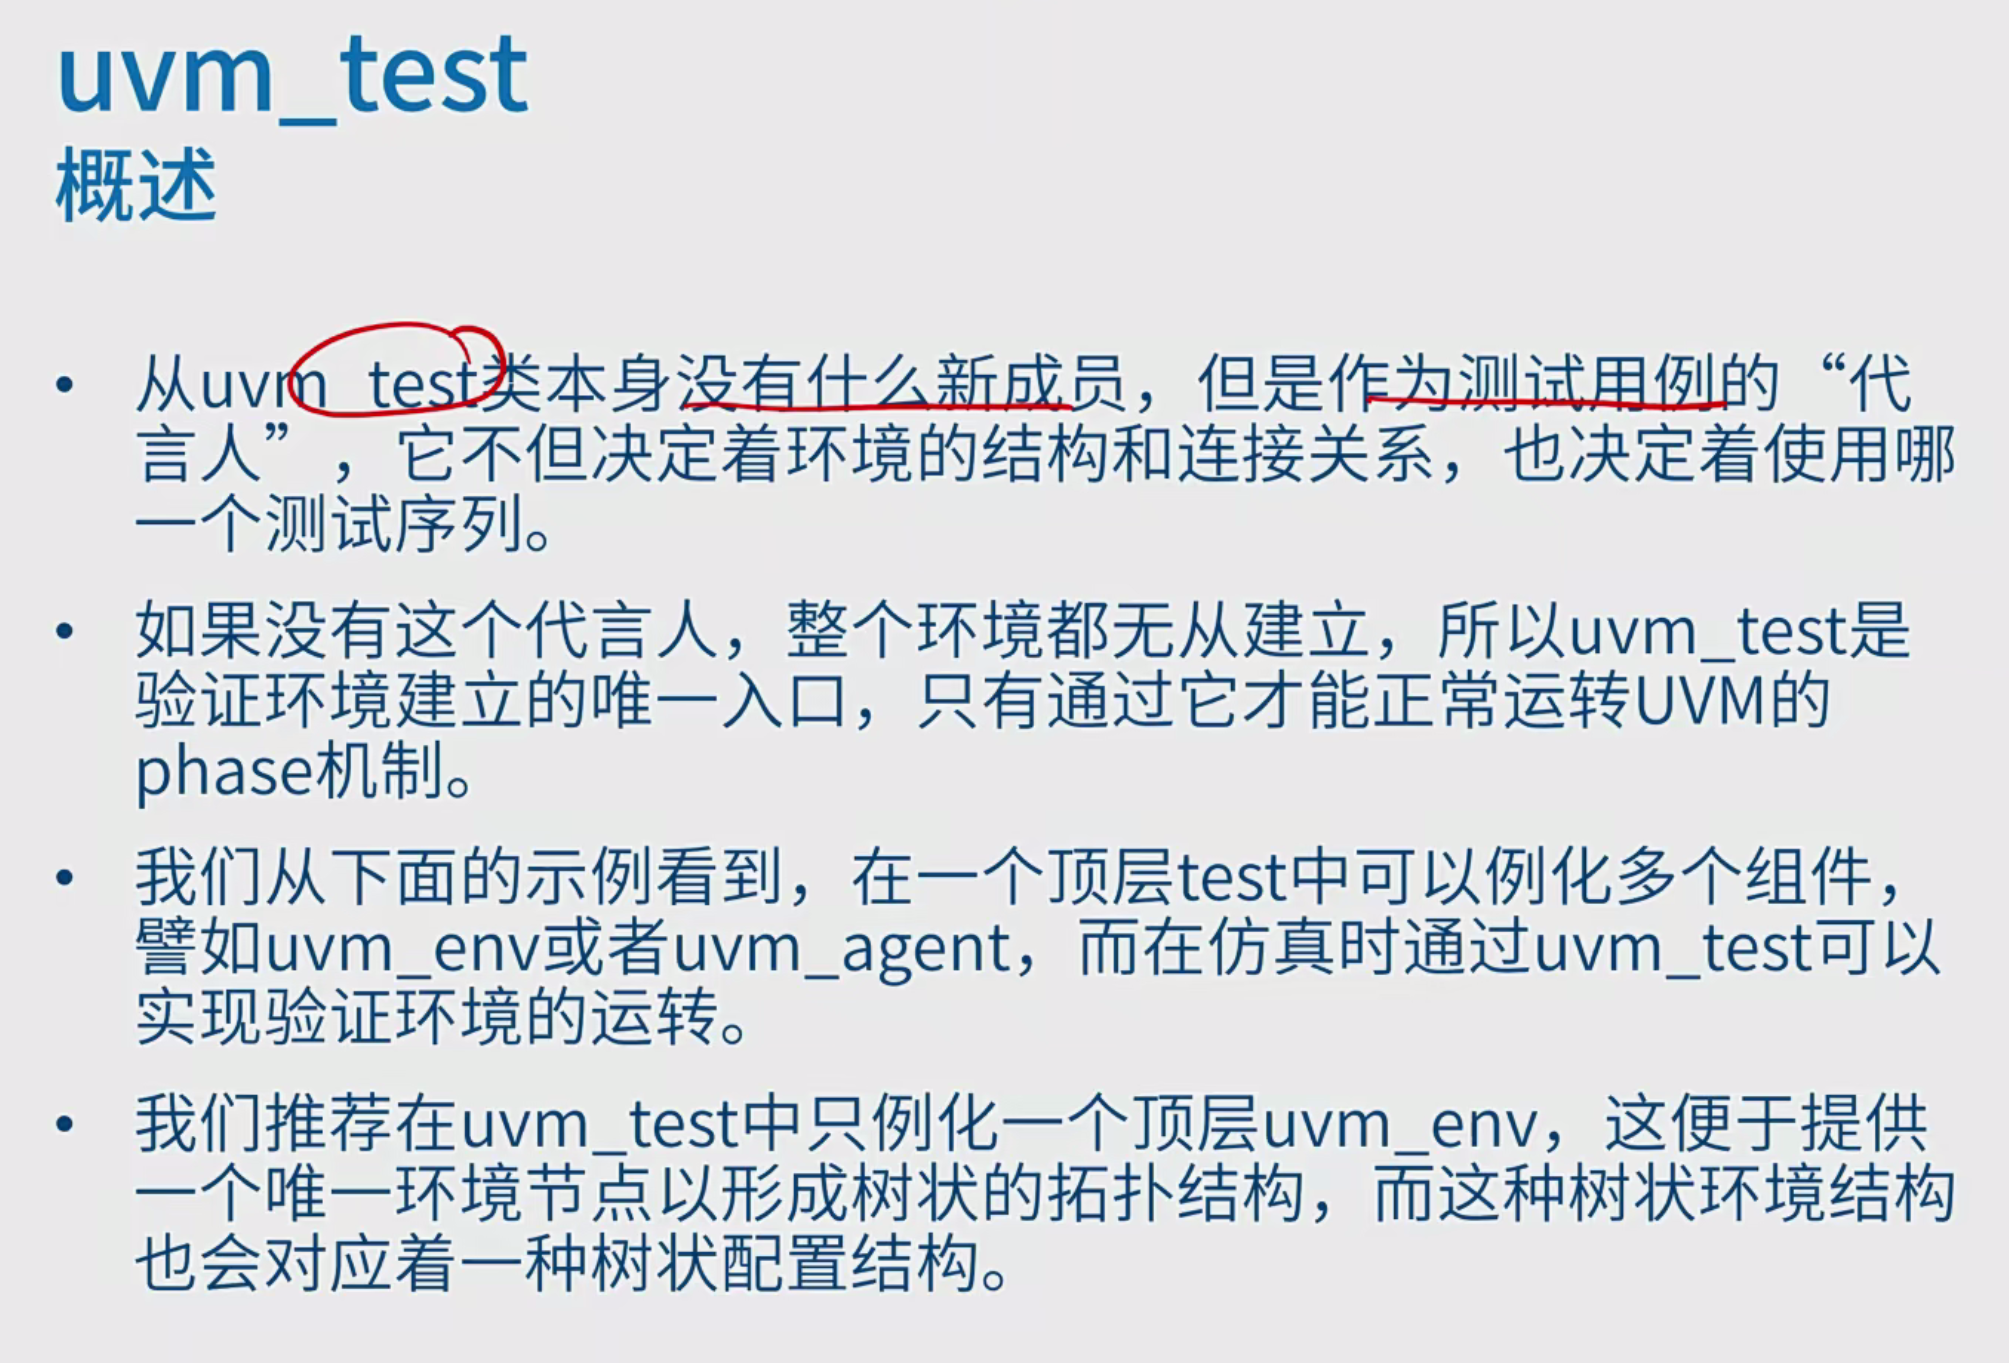 uvm_test
概述
从uvm_test类本身没有什么新成员，但是作为测试用例的“代
言人”，它不但决定着环境的结构和连接关系，也决定着使用哪
一个测试序列。
如果没有这个代言人，整个环境都无从建立，所以uvm_test是
验证环境建立的唯一入口，只有通过它才能正常运转UVM的
phase机制。
我们从下面的示例看到，在一个顶层test中可以例化多个组件，
譬如uvm_env或者uvm_agent，而在仿真时通过uvm_test可以
实现验证环境的运转。
我们推荐在uvm_test中只例化一个顶层uvm_env，这便于提供
一个唯一环境节点以形成树状的拓扑结构，而这种树状环境结构
也会对应着一种树状配置结构。